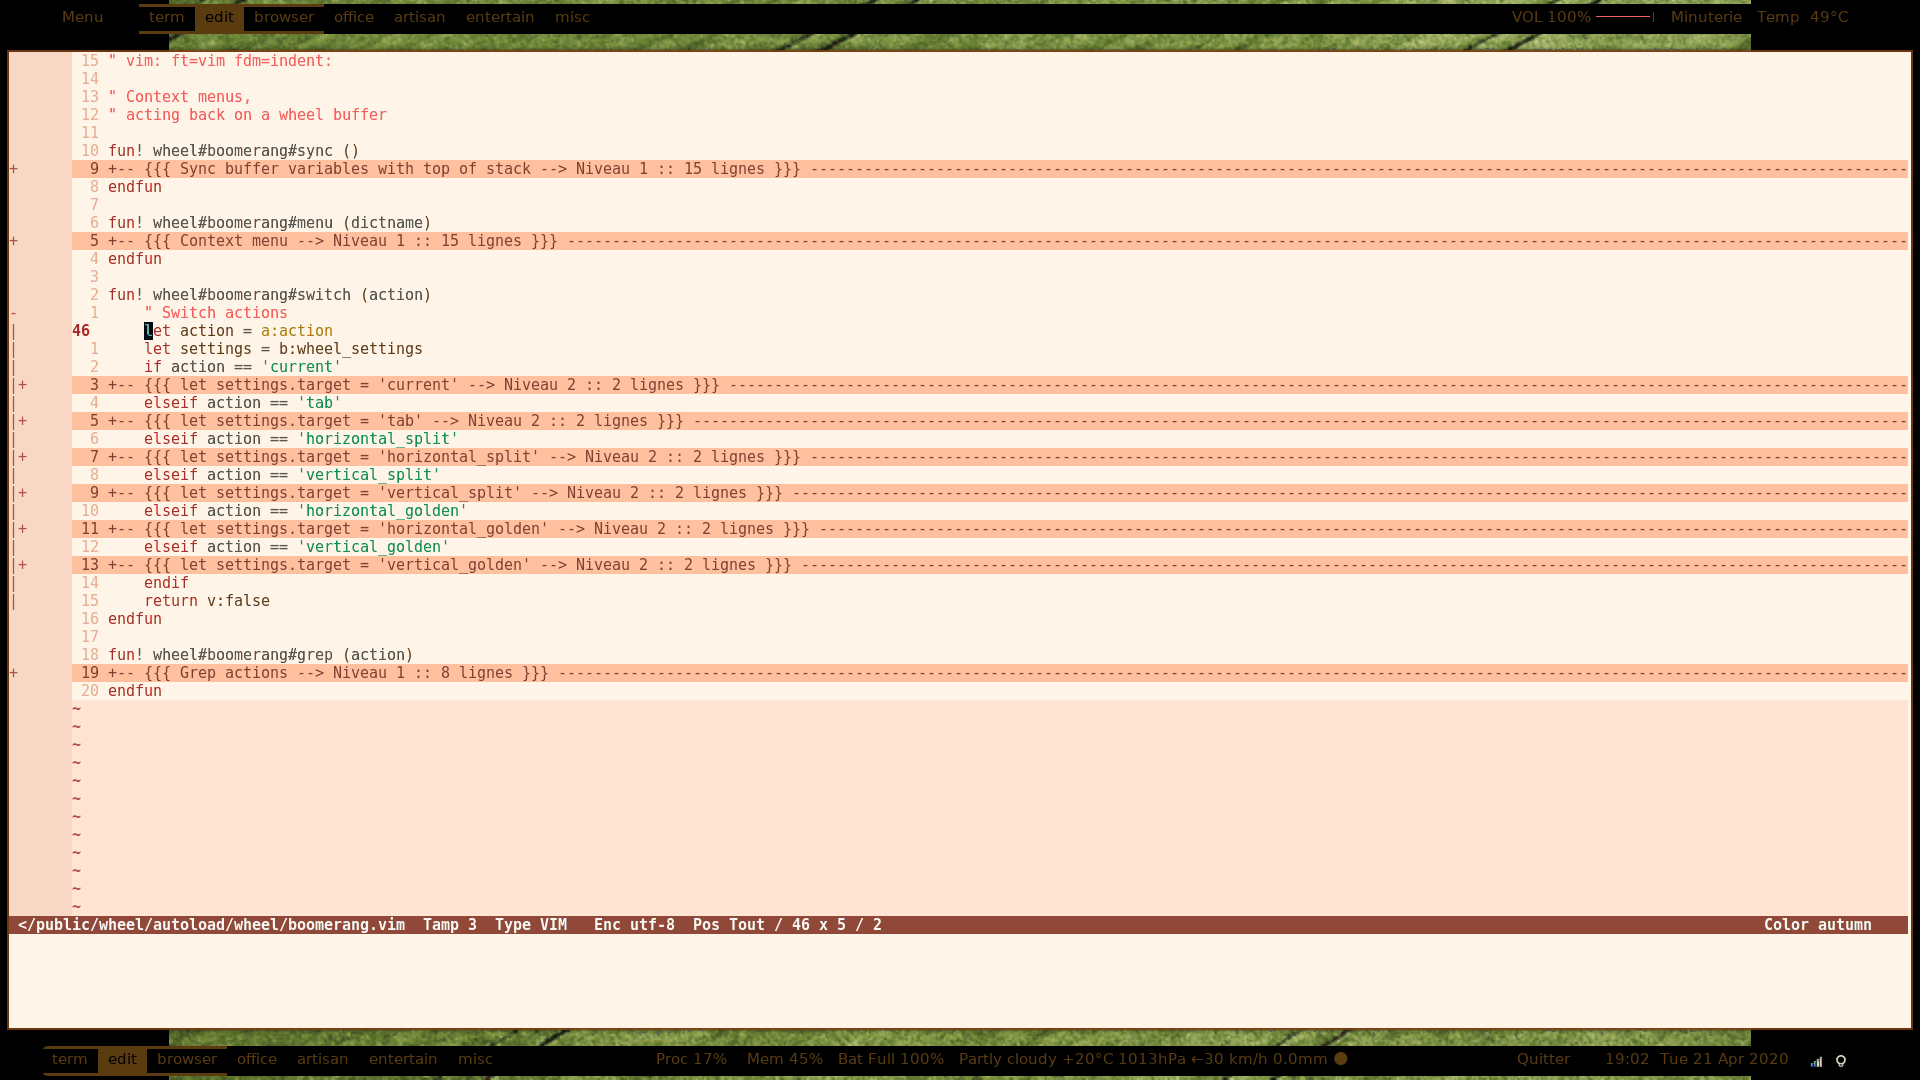 Menu term edit browser office artisan entertain misc VOL 100% Minuterie Temp 49°C
15 " vim: ft=vim fdm=indent:
14
13 " Context menus,
12 " acting back on a wheel buffer
11
10 fun! wheel#boomerang#sync ()
+ 9 +-- {{{ Sync buffer variables with top of stack --> Niveau 1 :: 15 lignes }}} --------------------------------------------------------------------------------------------------------------------------
8 endfun
7
6 fun! wheel#boomerang#menu (dictname)
+ 5 +-- {{{ Context menu --> Niveau 1 :: 15 lignes }}} -----------------------------------------------------------------------------------------------------------------------------------------------------
4 endfun
3
2 fun! wheel#boomerang#switch (action)
- 1 " Switch actions
| 46 let action = a:action
| 1 let settings = b:wheel_settings
| 2 if action == 'current'
|+ 3 +-- {{{ let settings.target = 'current' --> Niveau 2 :: 2 lignes }}} -----------------------------------------------------------------------------------------------------------------------------------
| 4 elseif action == 'tab'
|+ 5 +-- {{{ let settings.target = 'tab' --> Niveau 2 :: 2 lignes }}} ---------------------------------------------------------------------------------------------------------------------------------------
| 6 elseif action == 'horizontal_split'
|+ 7 +-- {{{ let settings.target = 'horizontal_split' --> Niveau 2 :: 2 lignes }}} --------------------------------------------------------------------------------------------------------------------------
| 8 elseif action == 'vertical_split'
|+ 9 +-- {{{ let settings.target = 'vertical_split' --> Niveau 2 :: 2 lignes }}} ----------------------------------------------------------------------------------------------------------------------------
| 10 elseif action == 'horizontal_golden'
|+ 11 +-- {{{ let settings.target = 'horizontal_golden' --> Niveau 2 :: 2 lignes }}} -------------------------------------------------------------------------------------------------------------------------
| 12 elseif action == 'vertical_golden'
|+ 13 +-- {{{ let settings.target = 'vertical_golden' --> Niveau 2 :: 2 lignes }}} ---------------------------------------------------------------------------------------------------------------------------
| 14 endif
| 15 return v:false
16 endfun
17
18 fun! wheel#boomerang#grep (action)
+ 19 +-- {{{ Grep actions --> Niveau 1 :: 8 lignes }}} ------------------------------------------------------------------------------------------------------------------------------------------------------
20 endfun
~
~
~
~
~
~
~
~
~
~
~
~
</public/wheel/autoload/wheel/boomerang.vim Tamp 3 Type VIM Enc utf-8 Pos Tout / 46 x 5 / 2 Color autumn
term edit browser office artisan entertain misc Proc 17% Mem 45% Bat Full 100% Partly cloudy +20°C 1013hPa ←30 km/h 0.0mm Quitter 19:02 Tue 21 Apr 2020